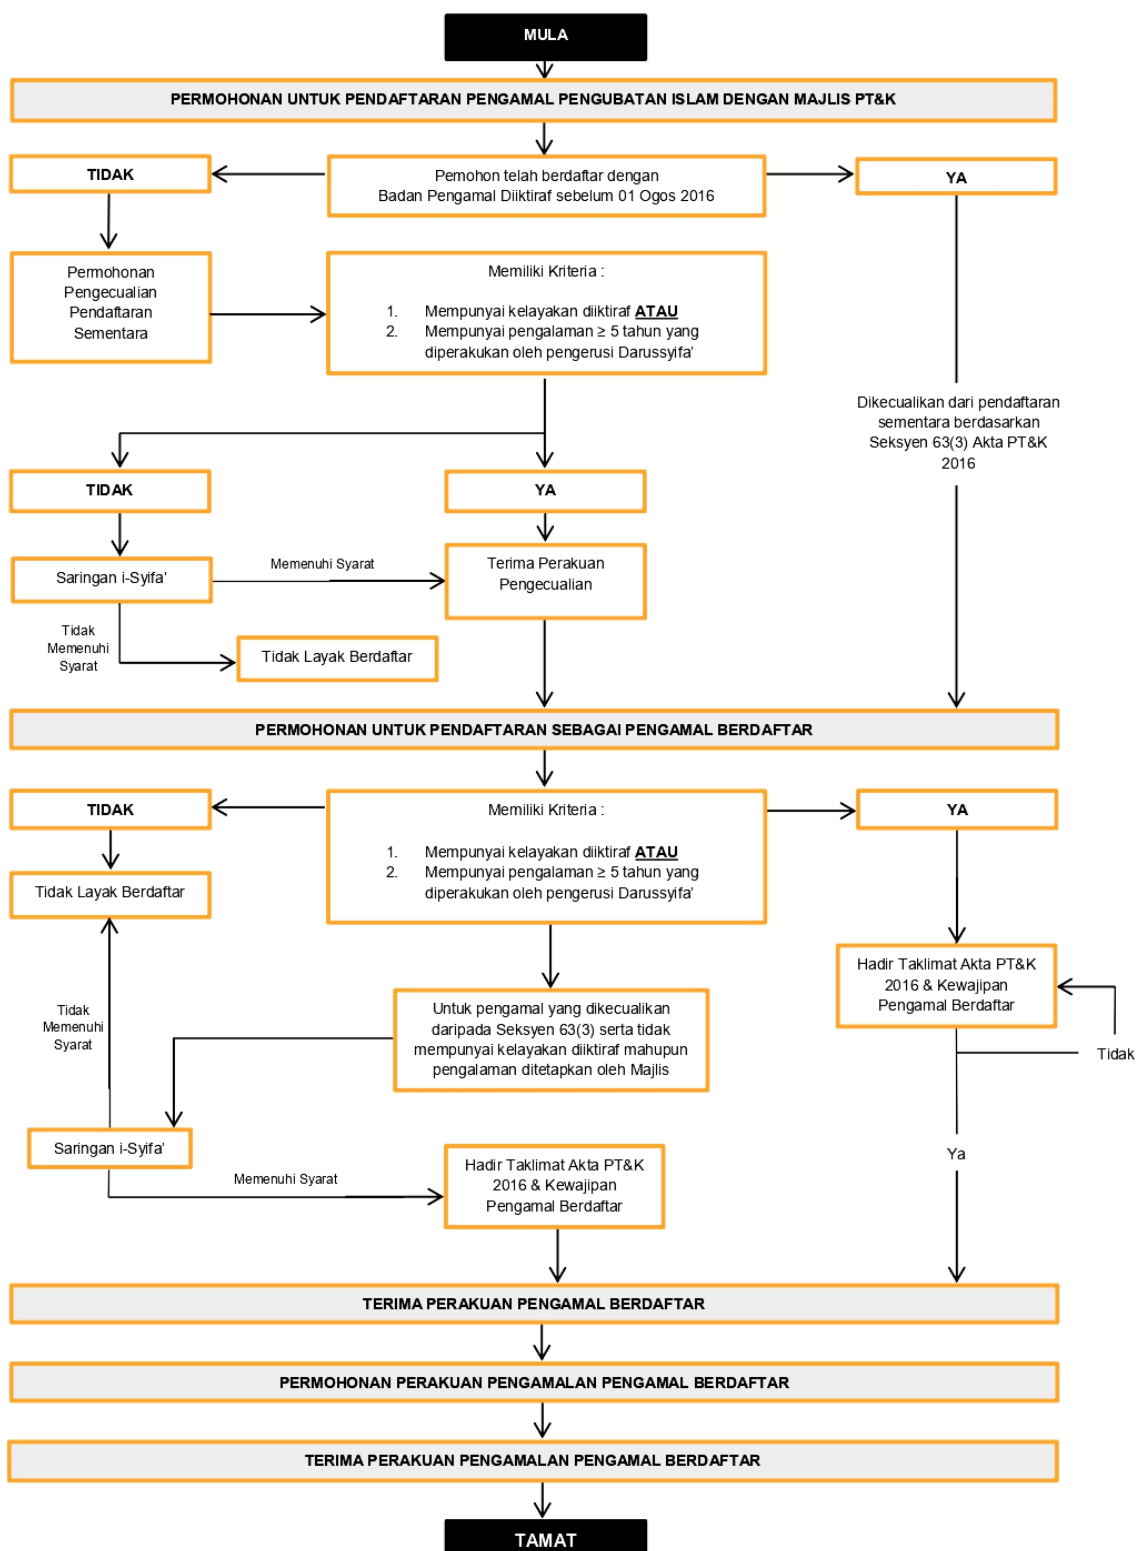 MULA
PERMOHONAN UNTUK PENDAFTARAN PENGAMAL PENGUBATAN ISLAM DENGAN MAJLIS PT&K
TIDAK
Pemohon telah berdaftar dengan
Badan Pengamal Diiktiraf sebelum 01 Ogos 2016
YA
Permohonan
Pengecualian
Pendaftaran
Sementara
Memiliki Kriteria :
1. Mempunyai kelayakan diiktiraf ATAU
2. Mempunyai pengalaman ≥ 5 tahun yang
diperakukan oleh pengerusi Darussyifa'
Dikecualikan dari pendaftaran
sementara berdasarkan
Seksyen 63(3) Akta PT&K
2016
TIDAK
YA
Saringan i-Syifa'
Memenuhi Syarat
Terima Perakuan
Pengecualian
Tidak
Memenuhi
Syarat
Tidak Layak Berdaftar
PERMOHONAN UNTUK PENDAFTARAN SEBAGAI PENGAMAL BERDAFTAR
TIDAK
Memiliki Kriteria :
1. Mempunyai kelayakan diiktiraf ATAU
2. Mempunyai pengalaman ≥ 5 tahun yang
diperakukan oleh pengerusi Darussyifa'
YA
Tidak Layak Berdaftar
Hadir Taklimat Akta PT&K
2016 & Kewajipan
Pengamal Berdaftar
Tidak
Memenuhi
Syarat
Untuk pengamal yang dikecualikan
daripada Seksyen 63(3) serta tidak
mempunyai kelayakan diiktiraf mahupun
pengalaman ditetapkan oleh Majlis
Tidak
Saringan i-Syifa'
Memenuhi Syarat
Hadir Taklimat Akta PT&K
2016 & Kewajipan
Pengamal Berdaftar
Ya
TERIMA PERAKUAN PENGAMAL BERDAFTAR
PERMOHONAN PERAKUAN PENGAMALAN PENGAMAL BERDAFTAR
TERIMA PERAKUAN PENGAMALAN PENGAMAL BERDAFTAR
TAMAT